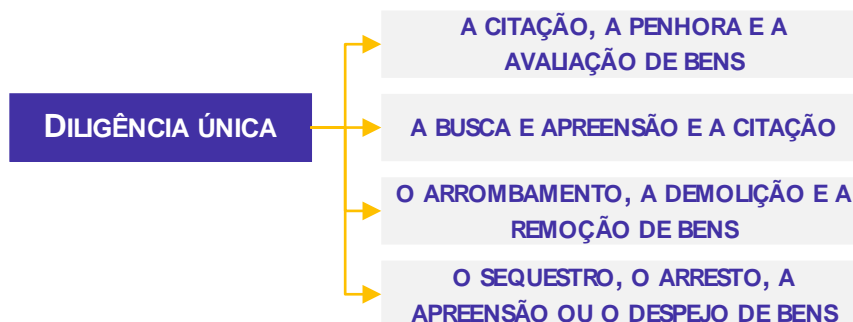 DILIGÊNCIA ÚNICA
A CITAÇÃO, A PENHORA E A
AVALIAÇÃO DE BENS
A BUSCA E APREENSÃO E A CITAÇÃO
O ARROMBAMENTO, A DEMOLIÇÃO E A
REMOÇÃO DE BENS
O SEQUESTRO, O ARRESTO, A
APREENSÃO OU O DESPEJO DE BENS